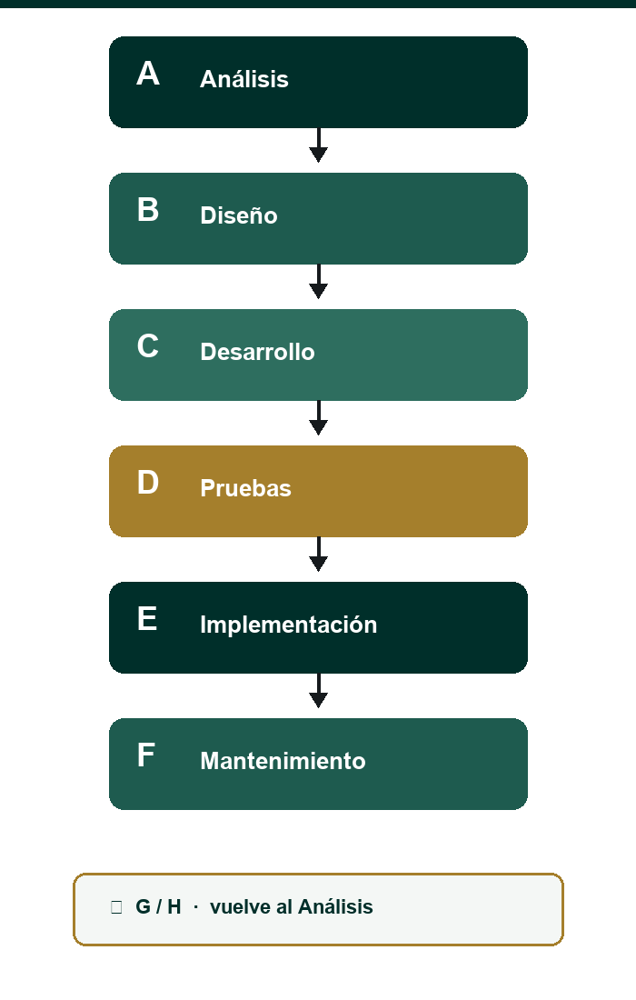 A Análisis
B Diseño
C Desarrollo
D Pruebas
E Implementación
F Mantenimiento
G / H · vuelve al Análisis